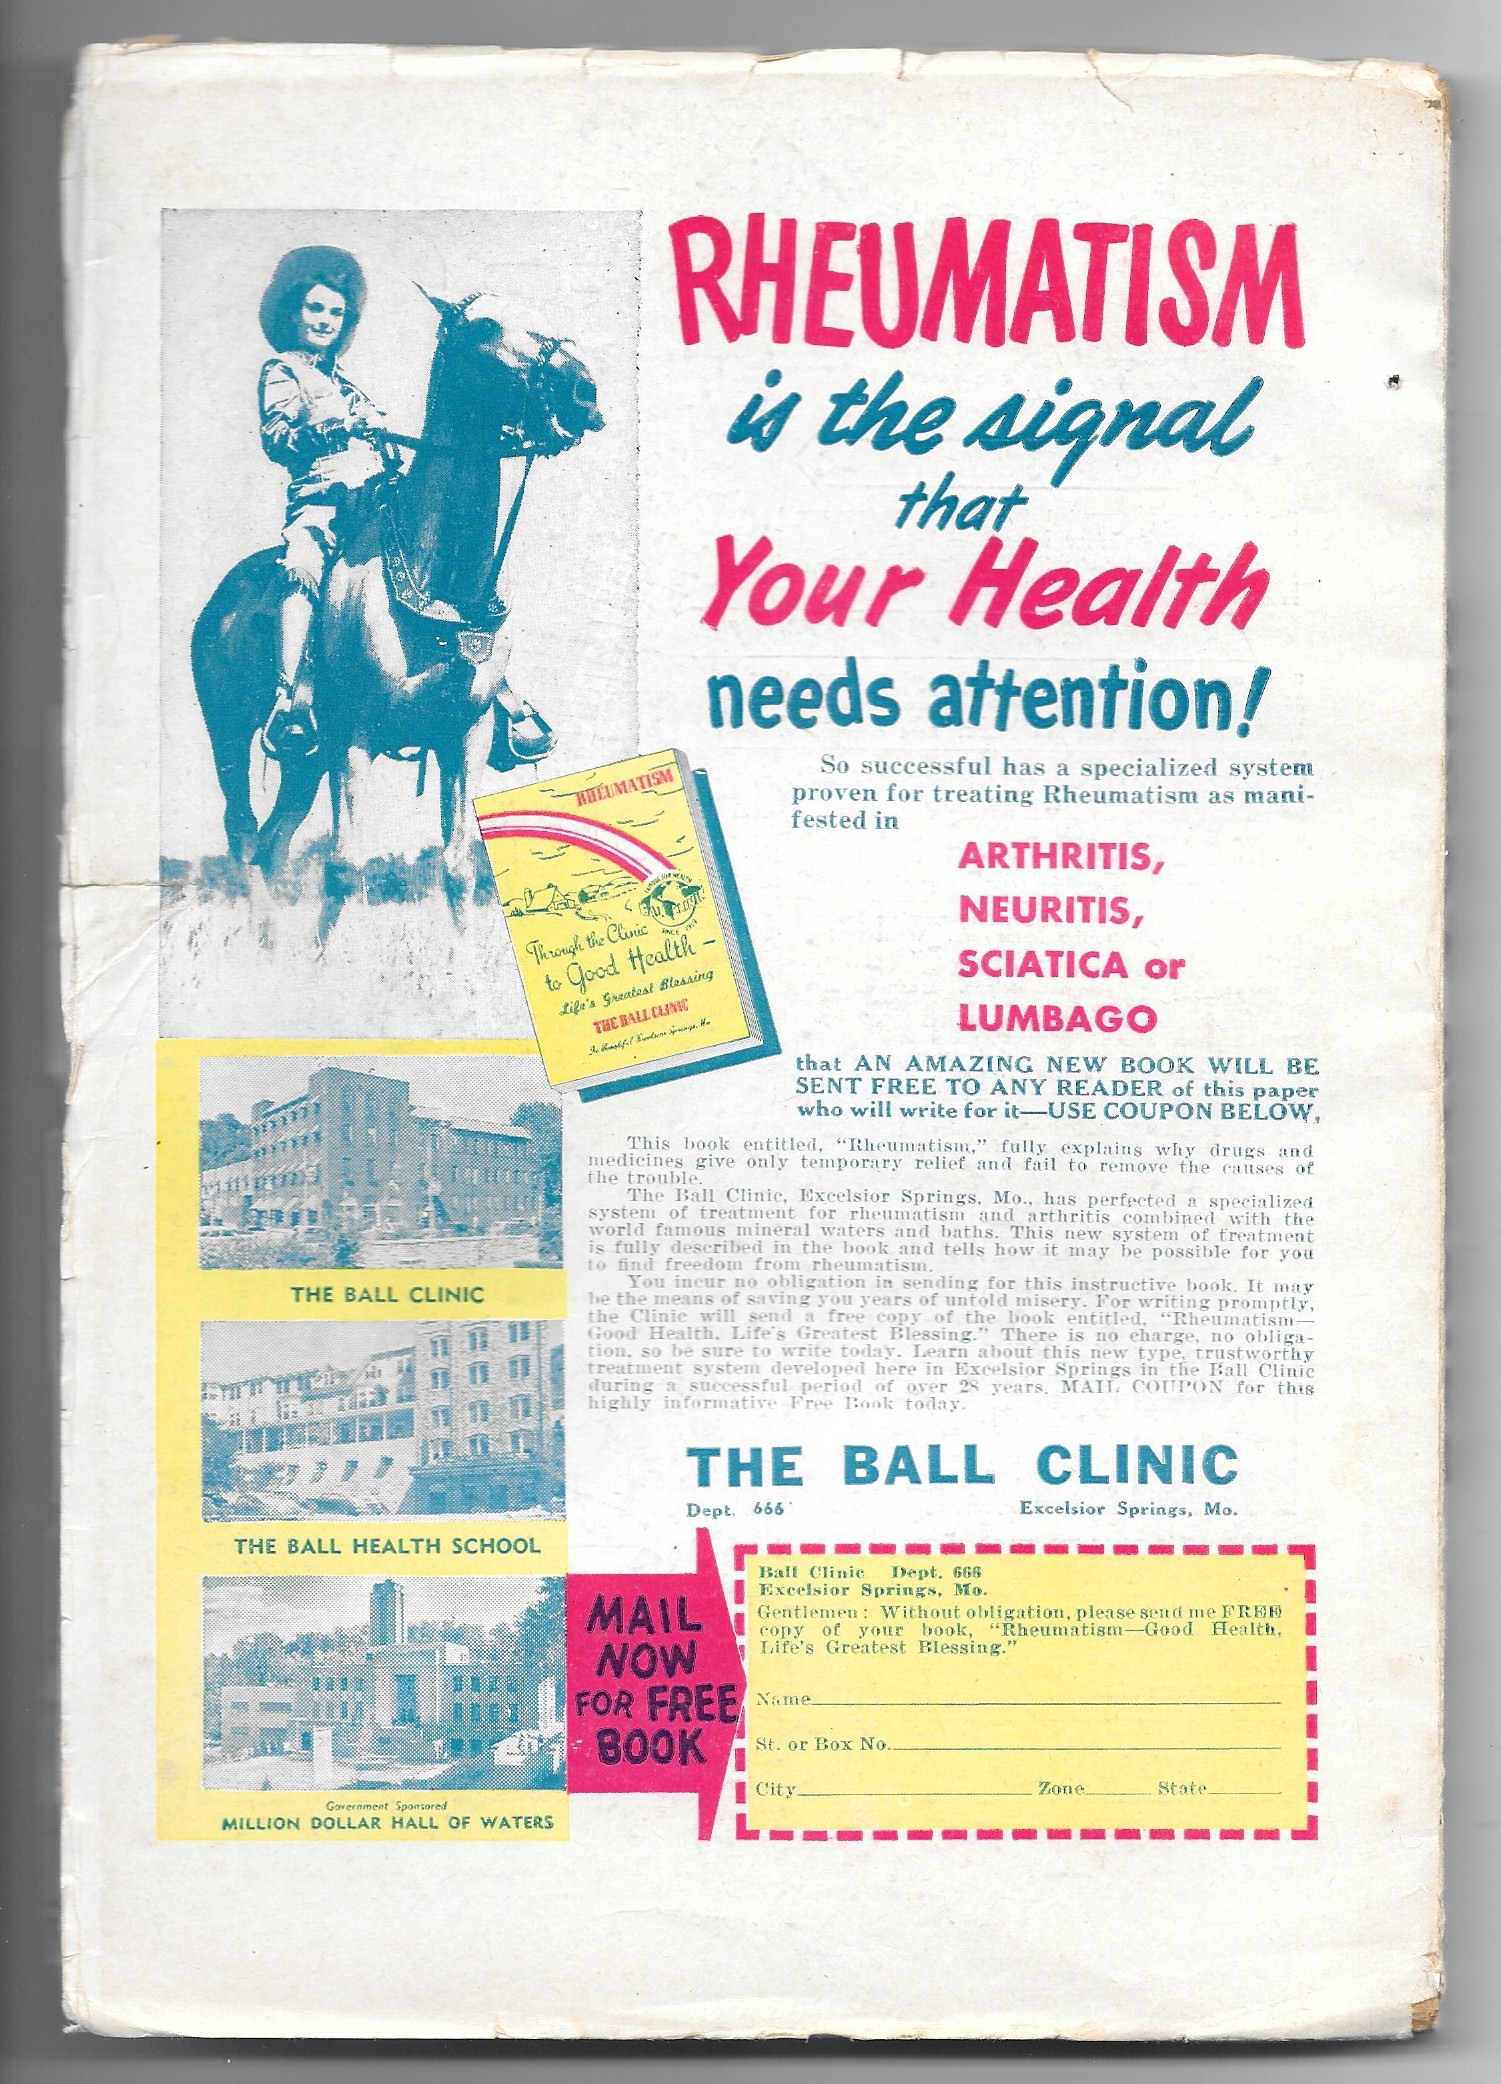 RHEUMATISM
is the signal
that
Your Health
needs attention!
So successful has a specialized system
proven for treating Rheumatism as mani-
fested in
ARTHRITIS,
NEURITIS,
SCIATICA or
LUMBAGO
that AN AMAZING NEW BOOK WILL BE
SENT FREE TO ANY READER of this paper
who will write for it—USE COUPON BELOW,
RHEUMATISM
SINCE 1919
Through the Clinic
to Good Health —
Life's Greatest Blessing
THE BALL CLINIC
In Beautiful Excelsior Springs, Mo
This book entitled, "Rheumatism," fully explains why drugs and
medicines give only temporary relief and fail to remove the causes of
the trouble.
The Ball Clinic, Excelsior Springs, Mo., has perfected a specialized
system of treatment for rheumatism and arthritis combined with the
world famous mineral waters and baths. This new system of treatment
is fully described in the book and tells how it may be possible for you
to find freedom from rheumatism.
You incur no obligation in sending for this instructive book. It may
be the means of saving you years of untold misery. For writing promptly,
the Clinic will send a free copy of the book entitled, "Rheumatism—
Good Health, Life's Greatest Blessing." There is no charge, no obliga-
tion, so be sure to write today. Learn about this new type, trustworthy
treatment system developed here in Excelsior Springs in the Ball Clinic
during a successful period of over 28 years. MAIL COUPON for this
highly informative Free Book today.
THE BALL CLINIC
Dept. 666 Excelsior Springs, Mo.
THE BALL CLINIC
THE BALL HEALTH SCHOOL
Government Sponsored
MILLION DOLLAR HALL OF WATERS
MAIL
NOW
FOR FREE
BOOK
Ball Clinic Dept. 666
Excelsior Springs, Mo.
Gentlemen: Without obligation, please send me FREE
copy of your book, "Rheumatism—Good Health,
Life's Greatest Blessing."
Name
St. or Box No.
City Zone State